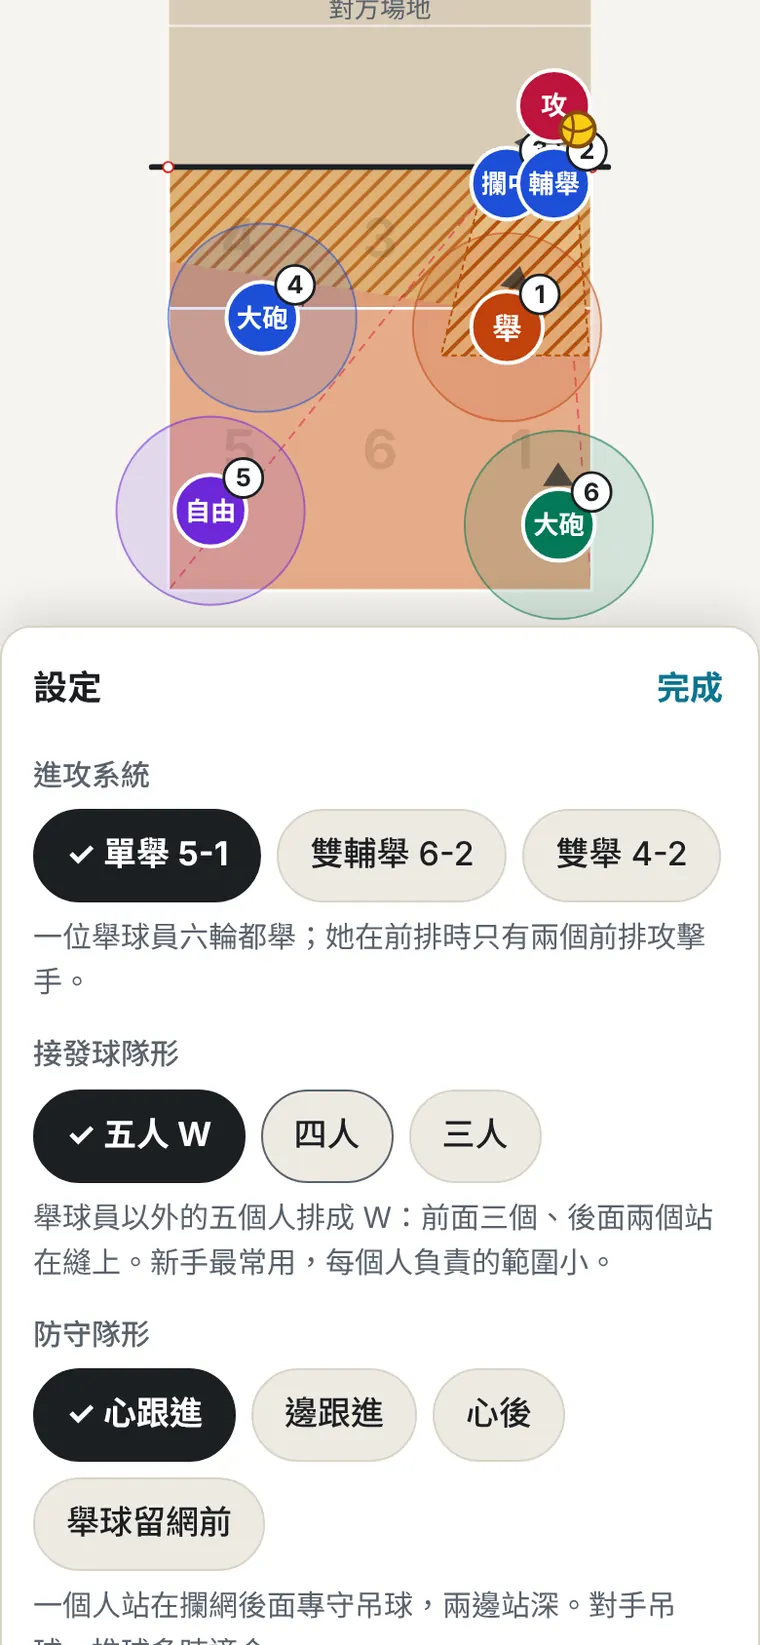 對方場地
攻
2
攔中
輔舉
4
3
4
大砲
1
舉
5
6
1
5
自由
6
大砲
設定
完成
進攻系統
✓ 單舉 5-1
雙輔舉 6-2
雙舉 4-2
一位舉球員六輪都舉；她在前排時只有兩個前排攻擊
手。
接發球隊形
✓ 五人 W
四人
三人
舉球員以外的五個人排成 W：前面三個、後面兩個站
在縫上。新手最常用，每個人負責的範圍小。
防守隊形
✓ 心跟進
邊跟進
心後
舉球留網前
一個人站在攔網後面專守吊球，兩邊站深。對手吊